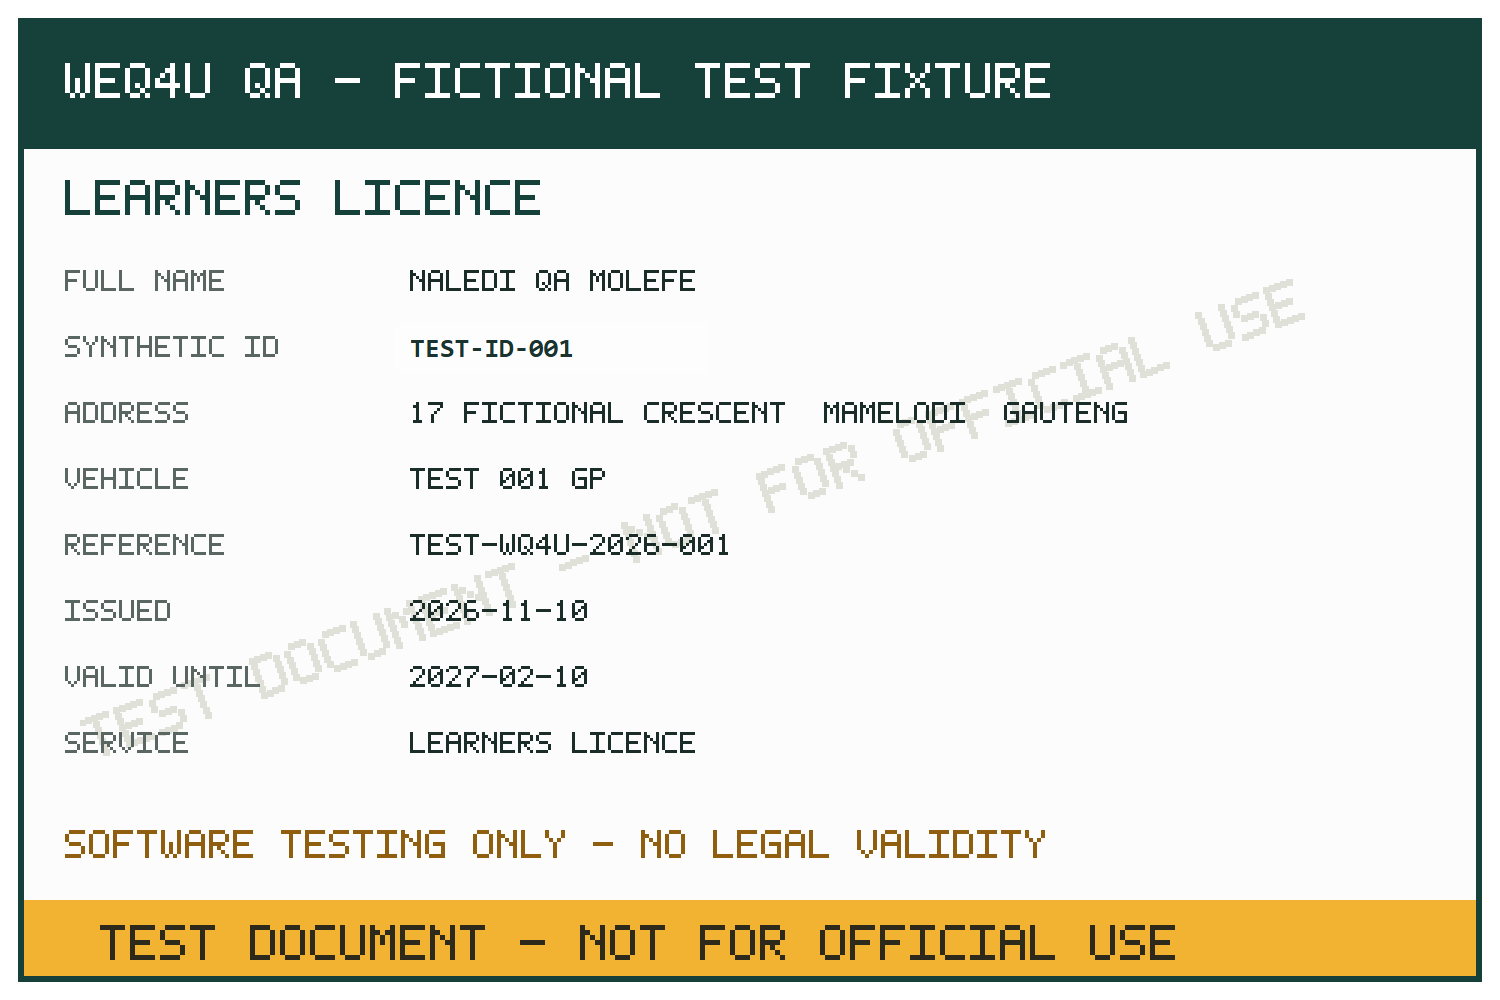 WEQ4U QA - FICTIONAL TEST FIXTURE
LEARNERS LICENCE
FULL NAME NALEDI QA MOLEFE
SYNTHETIC ID TEST-ID-001
ADDRESS 17 FICTIONAL CRESCENT MAMELODI GAUTENG
VEHICLE TEST 001 GP
REFERENCE TEST-WQ4U-2026-001
ISSUED 2026-11-10
VALID UNTIL 2027-02-10
SERVICE LEARNERS LICENCE
TEST DOCUMENT - NOT FOR OFFICIAL USE
SOFTWARE TESTING ONLY - NO LEGAL VALIDITY
TEST DOCUMENT - NOT FOR OFFICIAL USE